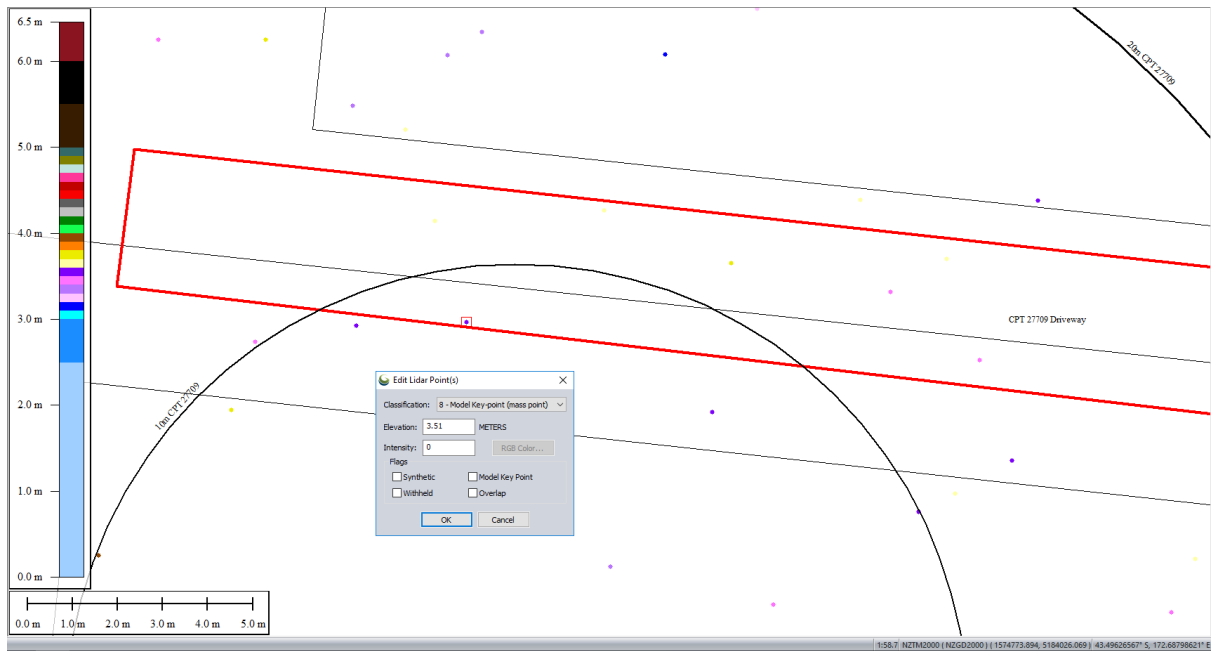 6.5 m
6.0 m
5.0 m
4.0 m
3.0 m
2.0 m
1.0 m
0.0 m
20m CPT 27709
CPT 27709 Driveway
10m CPT 27709
Edit Lidar Point(s)
Classification: 8 - Model Key-point (mass point)
Elevation: 3.51 METERS
Intensity: 0 RGB Color...
Flags
Synthetic Model Key Point
Withheld Overlap
OK Cancel
0.0 m 1.0 m 2.0 m 3.0 m 4.0 m 5.0 m
1:58.7 NZTM2000 ( NZGD2000 ) ( 1574773.894, 5184026.069 ) 43.49626567° S, 172.68798621° E